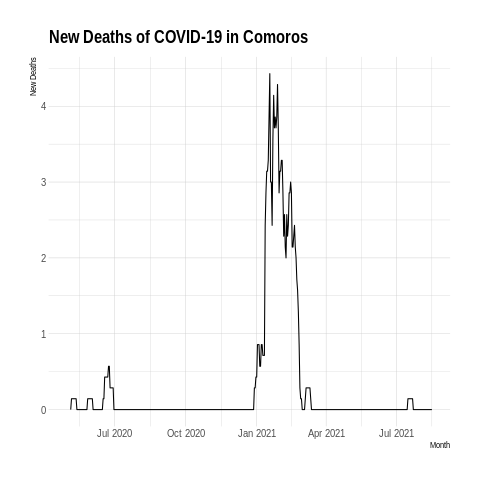 New Deaths of COVID-19 in Comoros
New Deaths
4
3
2
1
0
Jul 2020 Oct 2020 Jan 2021 Apr 2021 Jul 2021
Month